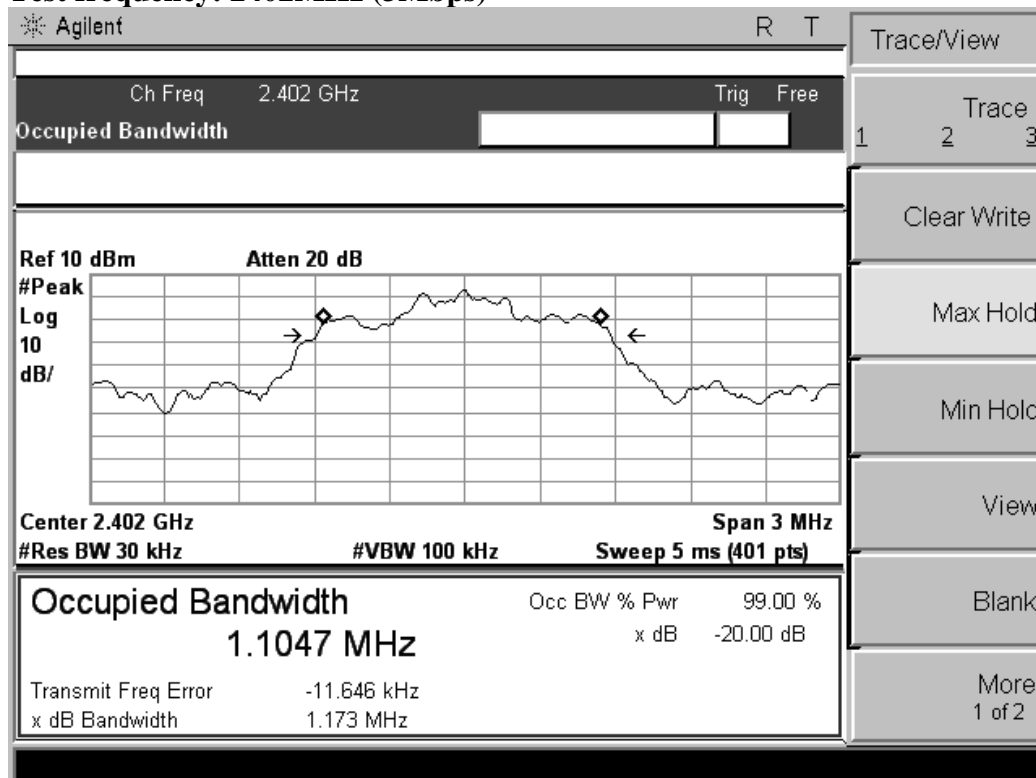 Test frequency: 2402MHz (3Mbps)
Agilent R T
Trace/View
Ch Freq 2.402 GHz Trig Free
Occupied Bandwidth
Trace
1 2 3
Clear Write
Max Hold
Min Hold
View
Blank
More
1 of 2
Ref 10 dBm Atten 20 dB
#Peak
Log
10
dB/
Center 2.402 GHz Span 3 MHz
#Res BW 30 kHz #VBW 100 kHz Sweep 5 ms (401 pts)
Occupied Bandwidth Occ BW % Pwr 99.00 %
1.1047 MHz x dB -20.00 dB
Transmit Freq Error -11.646 kHz
x dB Bandwidth 1.173 MHz